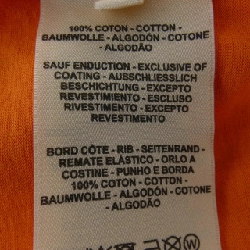 100% COTON - COTTON -
BAUMWOLLE - ALGODÓN - COTONE
- ALGODÃO
SAUF ENDUCTION - EXCLUSIVE OF
COATING - AUSSCHLIESSLICH
BESCHICHTUNG - EXCEPTO
REVESTIMIENTO - ESCLUSO
RIVESTIMENTO - EXCEPTO
REVESTIMENTO
BORD CÔTE - RIB - SEITENRAND -
REMATE ELÁSTICO - ORLO A
COSTINE - PUNHO E BORDA
100% COTON - COTTON -
BAUMWOLLE - ALGODÓN - COTONE
- ALGODÃO